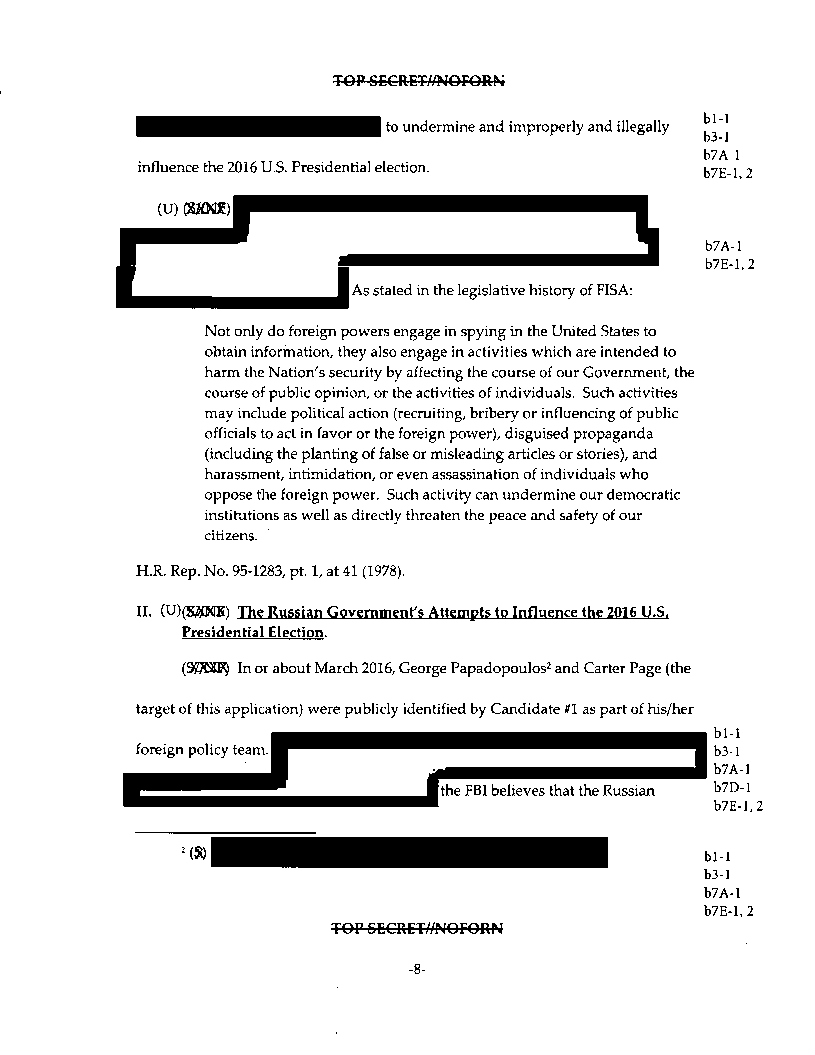 TOP SECRET//NOFORN
to undermine and improperly and illegally
b1-1
b3-1
b7A-1
b7E-1, 2
influence the 2016 U.S. Presidential election.
(U) (S//NF)
b7A-1
b7E-1, 2
As stated in the legislative history of FISA:
Not only do foreign powers engage in spying in the United States to
obtain information, they also engage in activities which are intended to
harm the Nation's security by affecting the course of our Government, the
course of public opinion, or the activities of individuals. Such activities
may include political action (recruiting, bribery or influencing of public
officials to act in favor or the foreign power), disguised propaganda
(including the planting of false or misleading articles or stories), and
harassment, intimidation, or even assassination of individuals who
oppose the foreign power. Such activity can undermine our democratic
institutions as well as directly threaten the peace and safety of our
citizens.
H.R. Rep. No. 95-1283, pt. 1, at 41 (1978).
II. (U) The Russian Government's Attempts to Influence the 2016 U.S.
Presidential Election.
In or about March 2016, George Papadopoulos² and Carter Page (the
target of this application) were publicly identified by Candidate #1 as part of his/her
foreign policy team.
b1-1
b3-1
b7A-1
b7D-1
b7E-1, 2
the FBI believes that the Russian
² (S)
b1-1
b3-1
b7A-1
b7E-1, 2
TOP SECRET//NOFORN
-8-